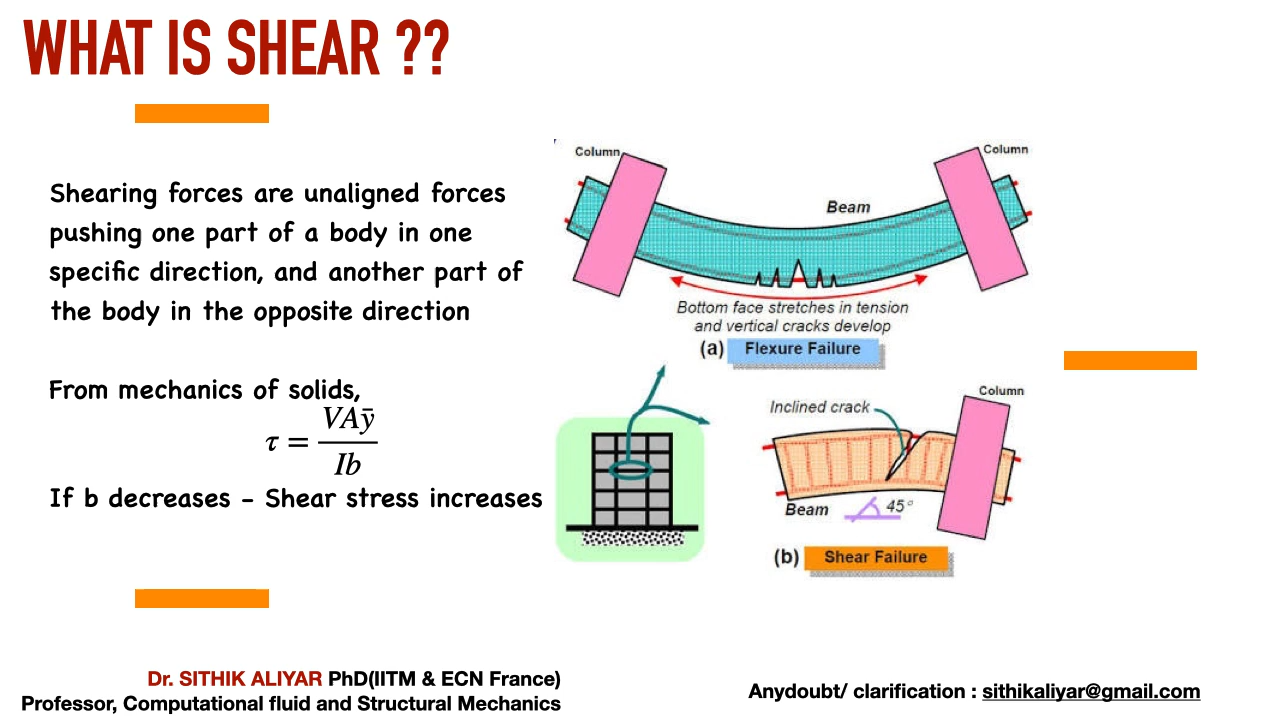 WHAT IS SHEAR ??
Shearing forces are unaligned forces
pushing one part of a body in one
specific direction, and another part of
the body in the opposite direction
From mechanics of solids,
τ = VAȳ / Ib
If b decreases - Shear stress increases
Column
Column
Beam
Bottom face stretches in tension
and vertical cracks develop
(a) Flexure Failure
Column
Inclined crack
Beam
45°
(b) Shear Failure
Dr. SITHIK ALIYAR PhD(IITM & ECN France)
Professor, Computational fluid and Structural Mechanics
Anydoubt/ clarification : sithikaliyar@gmail.com